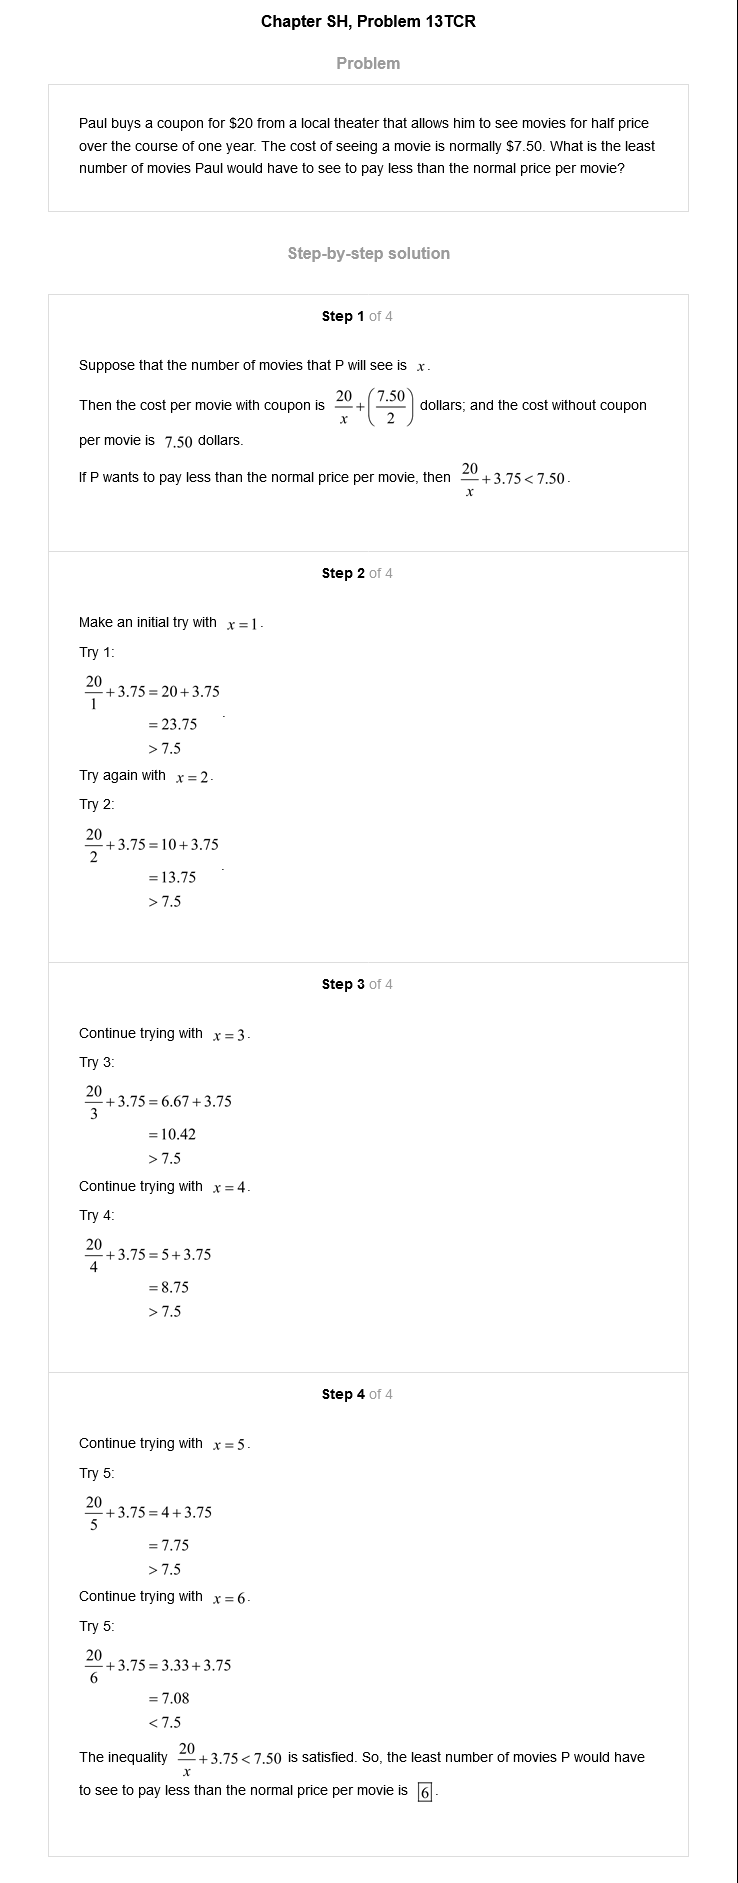 Chapter SH, Problem 13TCR
Problem
Paul buys a coupon for $20 from a local theater that allows him to see movies for half price
over the course of one year. The cost of seeing a movie is normally $7.50. What is the least
number of movies Paul would have to see to pay less than the normal price per movie?
Step-by-step solution
Step 1 of 4
Suppose that the number of movies that P will see is x.
Then the cost per movie with coupon is 20/x + (7.50/2) dollars; and the cost without coupon
per movie is 7.50 dollars.
If P wants to pay less than the normal price per movie, then 20/x + 3.75 < 7.50.
Step 2 of 4
Make an initial try with x = 1.
Try 1:
20/1 + 3.75 = 20 + 3.75
= 23.75 .
> 7.5
Try again with x = 2.
Try 2:
20/2 + 3.75 = 10 + 3.75
= 13.75 .
> 7.5
Step 3 of 4
Continue trying with x = 3.
Try 3:
20/3 + 3.75 = 6.67 + 3.75
= 10.42
> 7.5
Continue trying with x = 4.
Try 4:
20/4 + 3.75 = 5 + 3.75
= 8.75
> 7.5
Step 4 of 4
Continue trying with x = 5.
Try 5:
20/5 + 3.75 = 4 + 3.75
= 7.75
> 7.5
Continue trying with x = 6.
Try 5:
20/6 + 3.75 = 3.33 + 3.75
= 7.08
< 7.5
The inequality 20/x + 3.75 < 7.50 is satisfied. So, the least number of movies P would have
to see to pay less than the normal price per movie is 6.